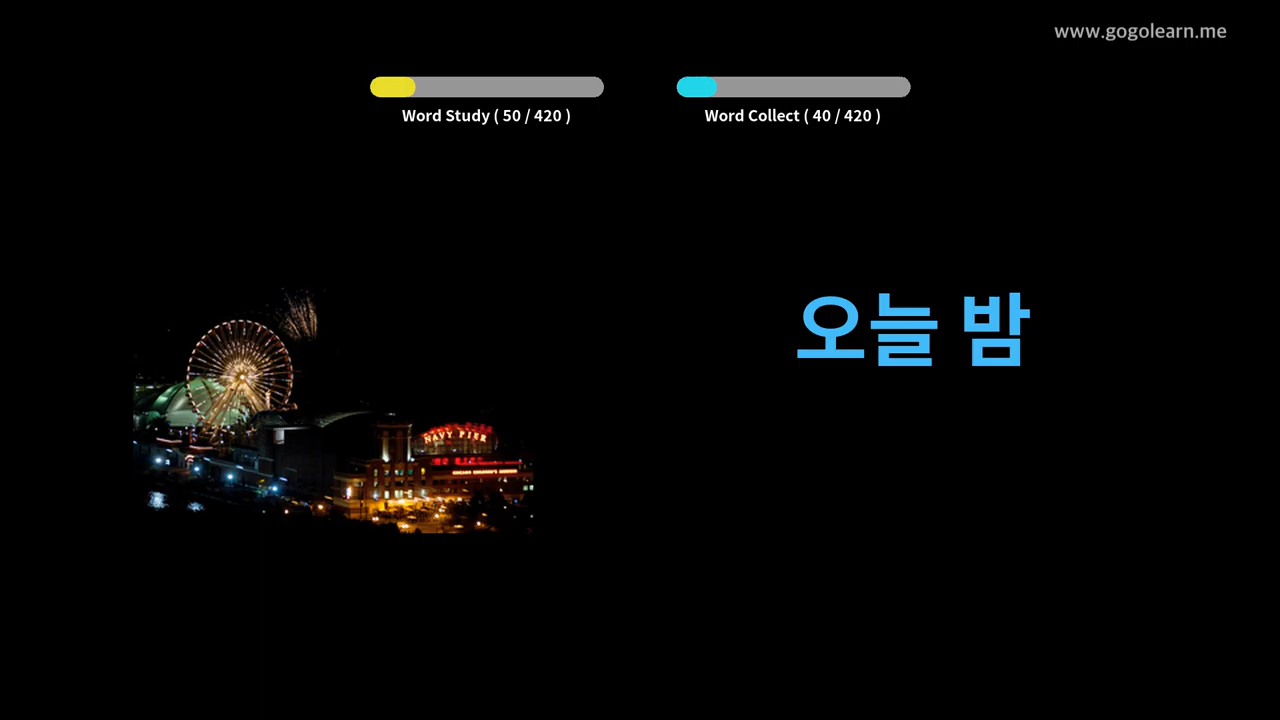 www.gogolearn.me
Word Study ( 50 / 420 )
Word Collect ( 40 / 420 )
오늘 밤
NAVY PIER